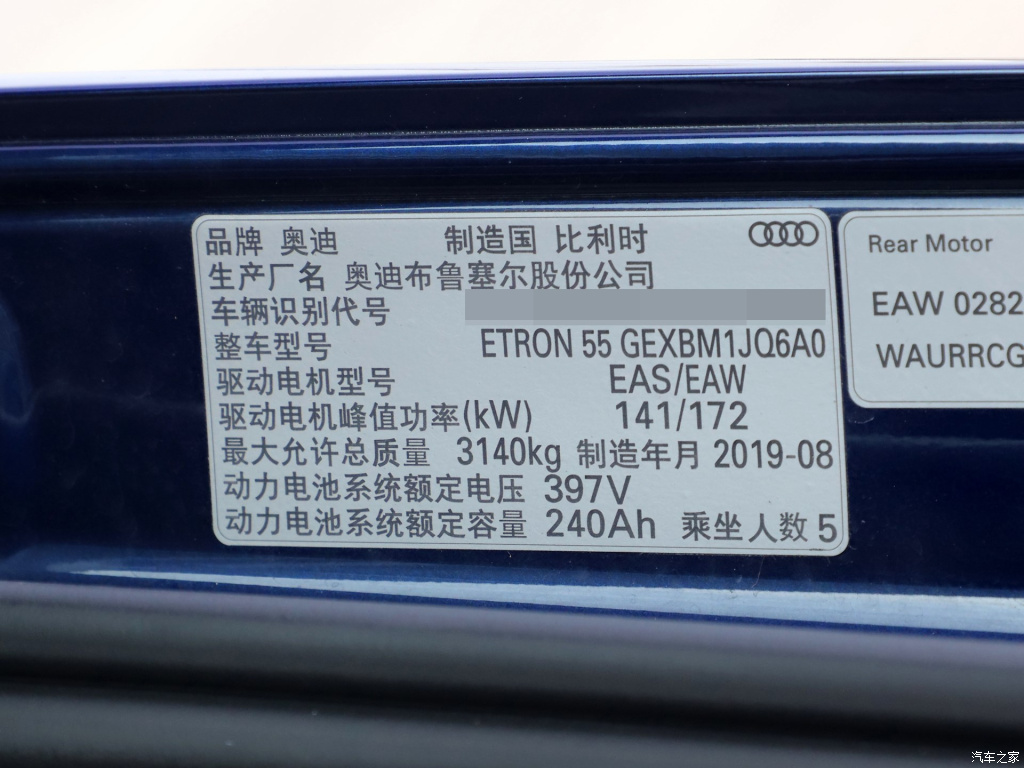 品牌 奥迪 制造国 比利时
生产厂名 奥迪布鲁塞尔股份公司
车辆识别代号
整车型号 ETRON 55 GEXBM1JQ6A0
驱动电机型号 EAS/EAW
驱动电机峰值功率(kW) 141/172
最大允许总质量 3140kg 制造年月 2019-08
动力电池系统额定电压 397V
动力电池系统额定容量 240Ah 乘坐人数 5
Rear Motor
EAW 0282
WAURRCG
汽车之家